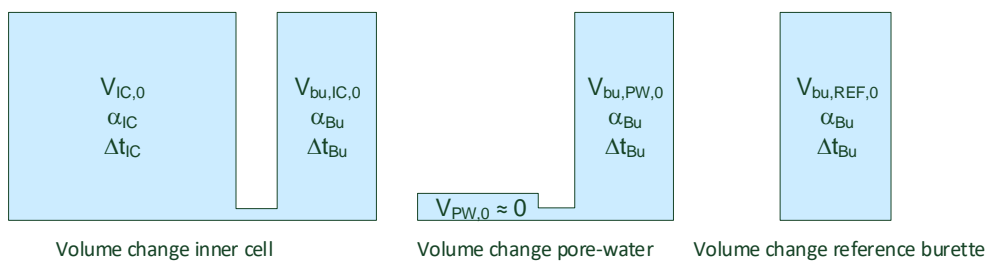 V_IC,0
α_IC
Δt_IC
V_bu,IC,0
α_Bu
Δt_Bu
V_PW,0 ≈ 0
V_bu,PW,0
α_Bu
Δt_Bu
V_bu,REF,0
α_Bu
Δt_Bu
Volume change inner cell
Volume change pore-water
Volume change reference burette